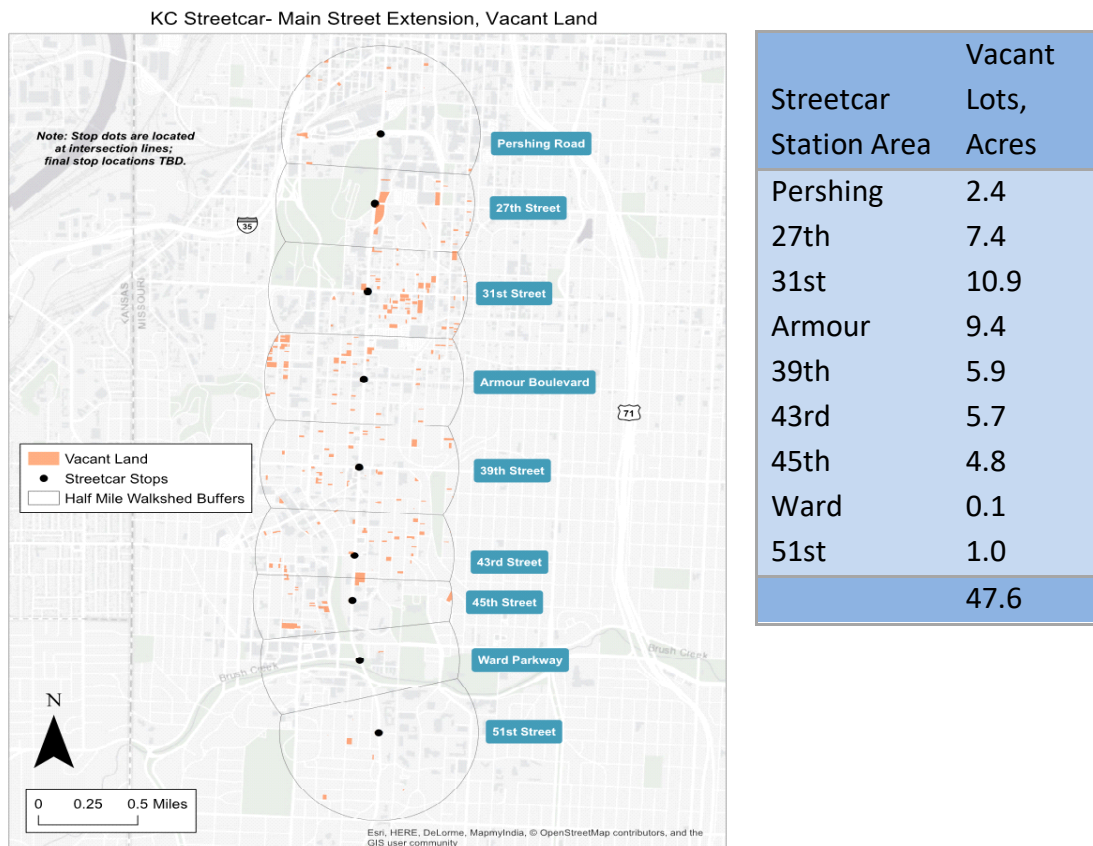 KC Streetcar- Main Street Extension, Vacant Land
Note: Stop dots are located
at intersection lines;
final stop locations TBD.
Pershing Road
27th Street
35
31st Street
KANSAS
MISSOURI
Armour Boulevard
71
Vacant Land
Streetcar Stops
Half Mile Walkshed Buffers
39th Street
43rd Street
45th Street
Ward Parkway
Brush Creek
Brush Creek
51st Street
N
0 0.25 0.5 Miles
Esri, HERE, DeLorme, MapmyIndia, © OpenStreetMap contributors, and the
GIS user community
Vacant
Streetcar Lots,
Station Area Acres
Pershing 2.4
27th 7.4
31st 10.9
Armour 9.4
39th 5.9
43rd 5.7
45th 4.8
Ward 0.1
51st 1.0
47.6